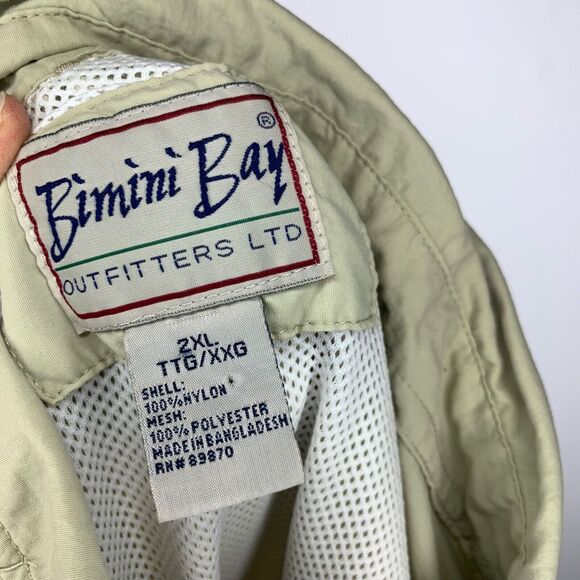 Bimini Bay ®
OUTFITTERS LTD
2XL
TTG/XXG
SHELL:
100% NYLON
MESH:
100% POLYESTER
MADE IN BANGLADESH
RN# 89870